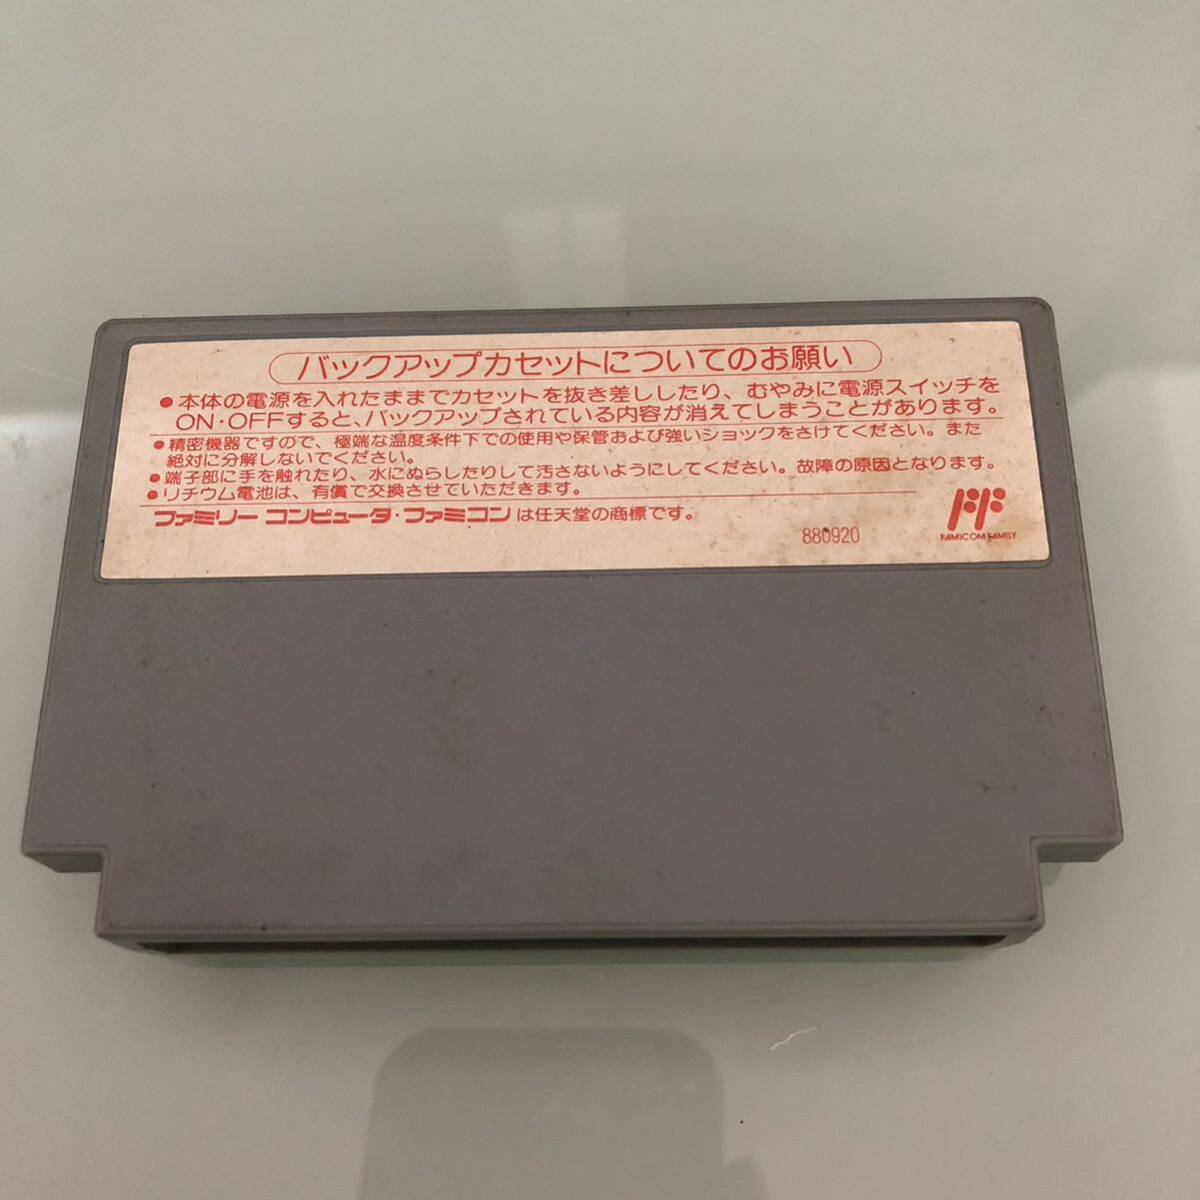 バックアップカセットについてのお願い
●本体の電源を入れたままでカセットを抜き差ししたり、むやみに電源スイッチを
ON・OFFすると、バックアップされている内容が消えてしまうことがあります。
●精密機器ですので、極端な温度条件下での使用や保管および強いショックをさけてください。また
絶対に分解しないでください。
●端子部に手を触れたり、水にぬらしたりして汚さないようにしてください。故障の原因となります。
●リチウム電池は、有償で交換させていただきます。
ファミリーコンピュータ・ファミコンは任天堂の商標です。
880920
FF
FAMICOM FAMILY